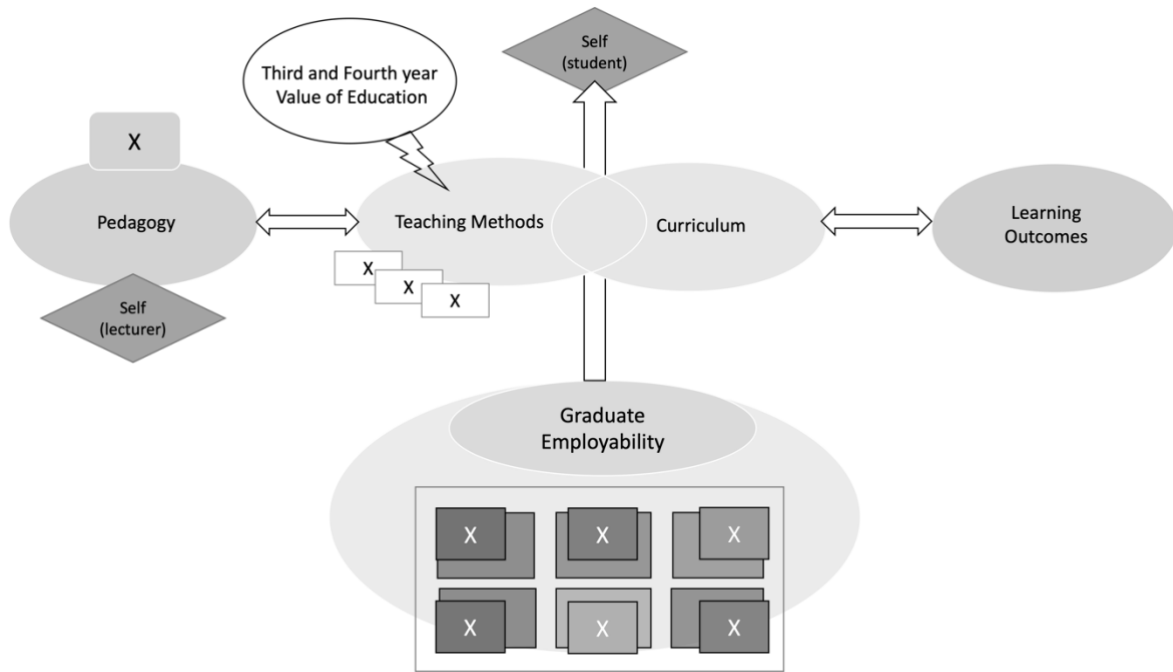 Self
(student)
Third and Fourth year
Value of Education
X
Pedagogy
Teaching Methods
Curriculum
Learning
Outcomes
X
X
X
Self
(lecturer)
Graduate
Employability
X
X
X
X
X
X